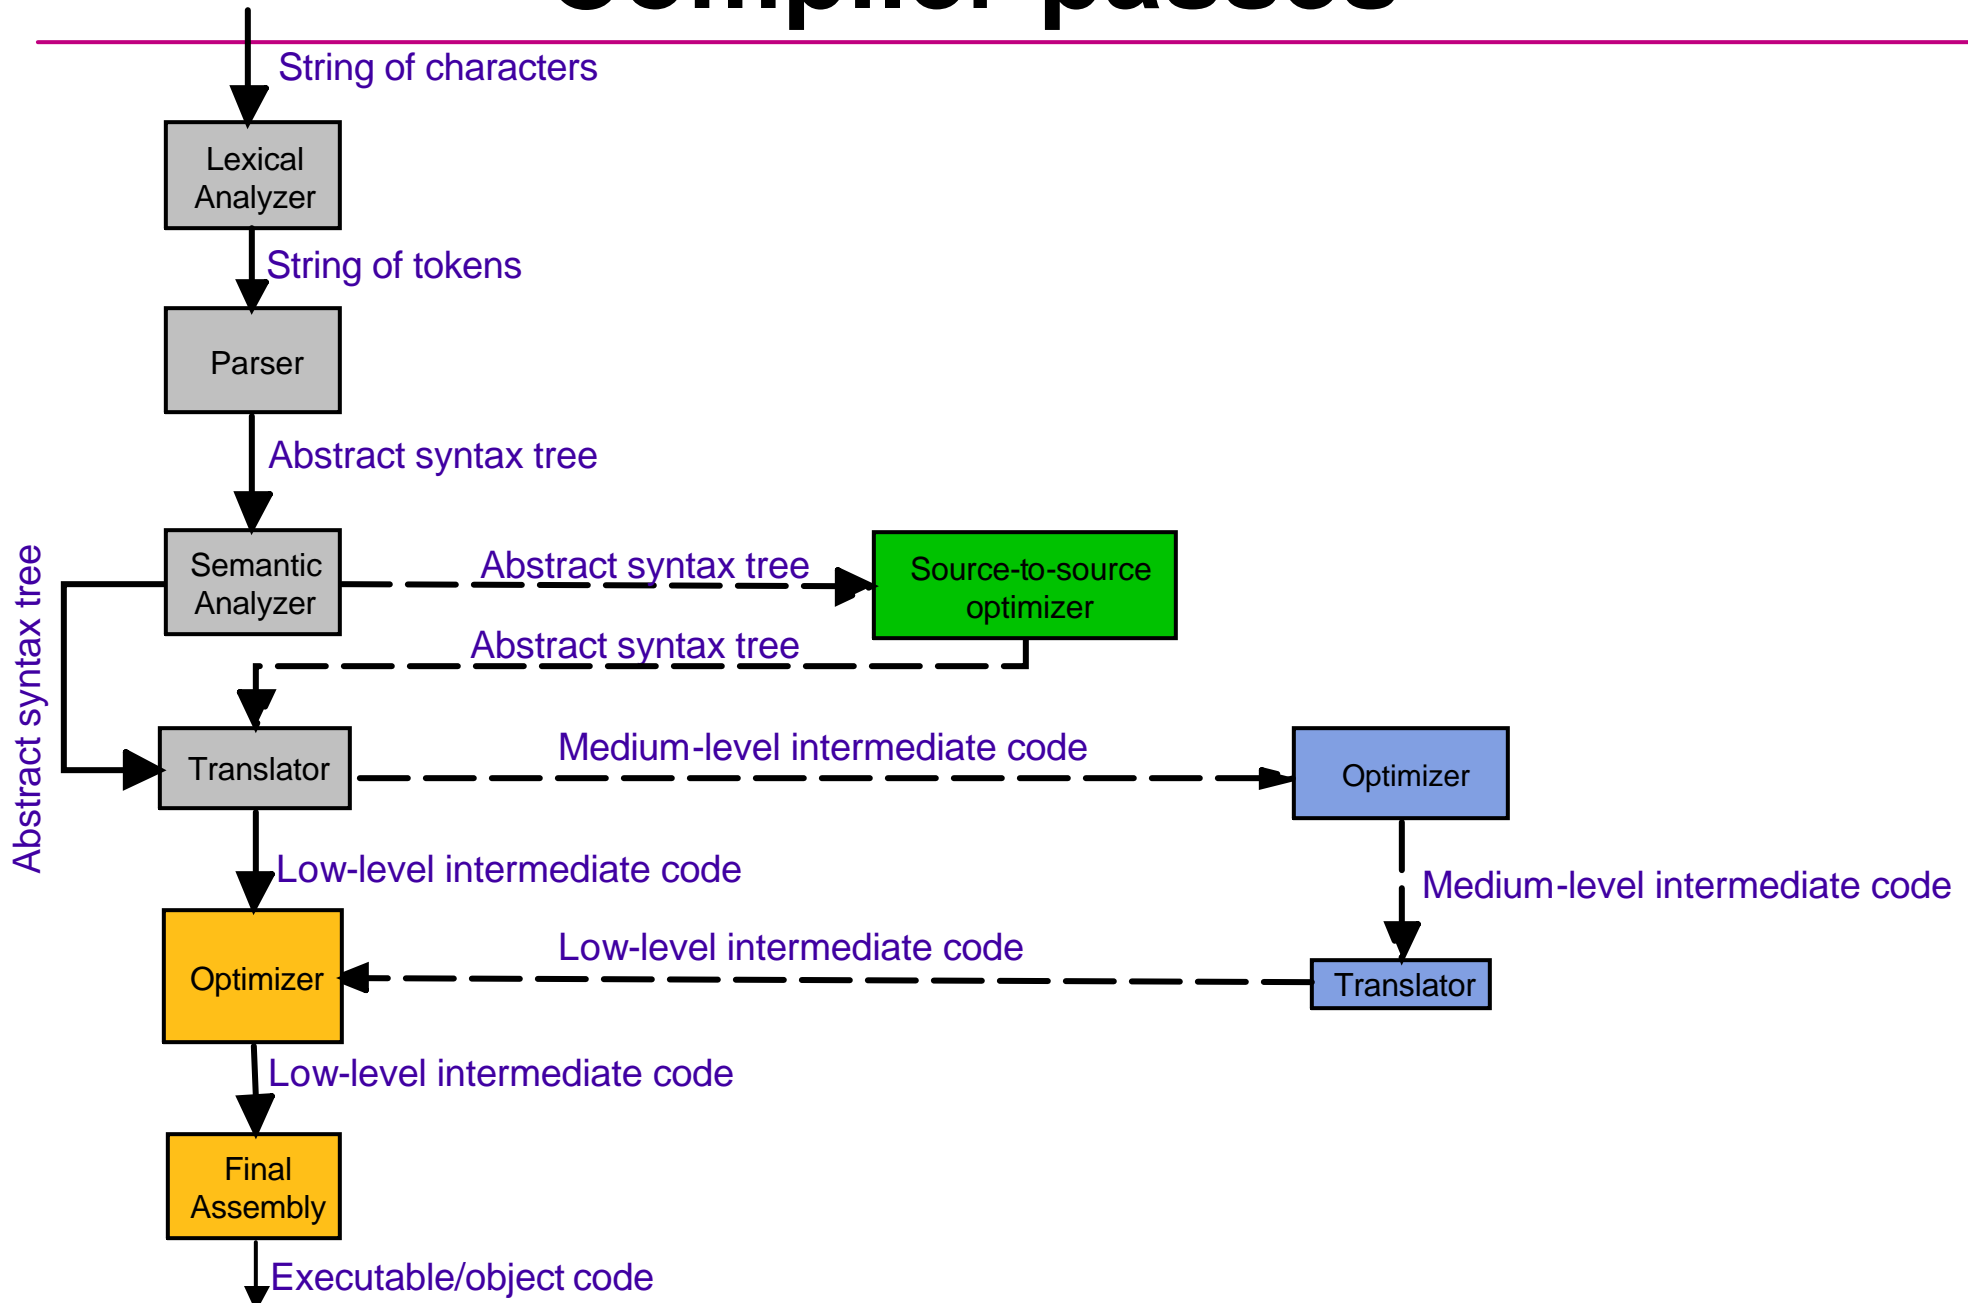 Compiler passes
String of characters
Lexical
Analyzer
String of tokens
Parser
Abstract syntax tree
Semantic
Analyzer
Abstract syntax tree
Source-to-source
optimizer
Abstract syntax tree
Abstract syntax tree
Translator
Medium-level intermediate code
Optimizer
Low-level intermediate code
Medium-level intermediate code
Optimizer
Low-level intermediate code
Translator
Low-level intermediate code
Final
Assembly
Executable/object code